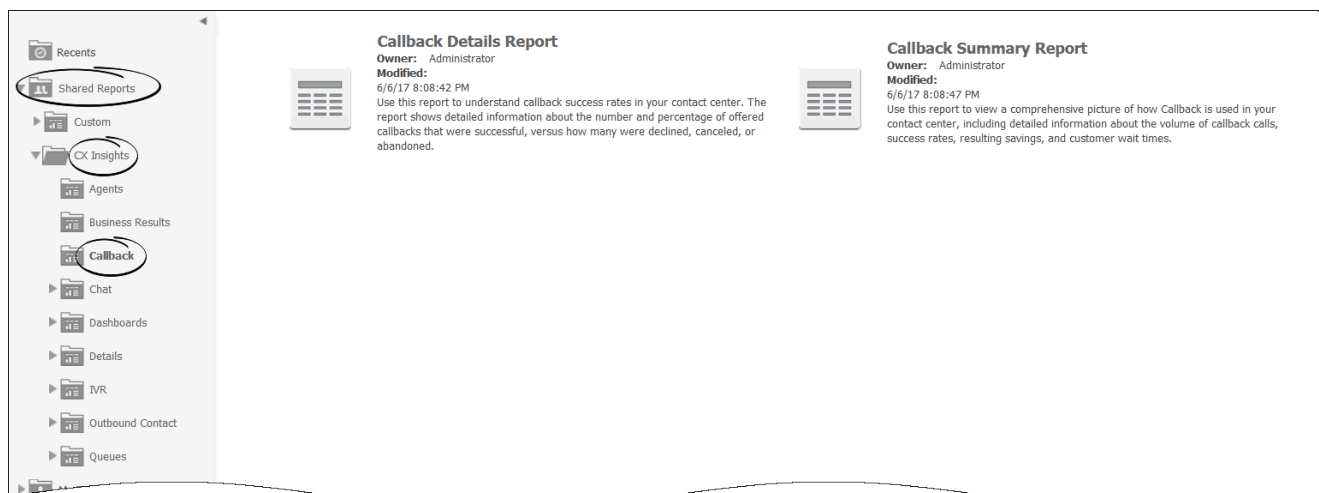 Recents
Shared Reports
Custom
CX Insights
Agents
Business Results
Callback
Chat
Dashboards
Details
IVR
Outbound Contact
Queues
Callback Details Report
Owner: Administrator
Modified:
6/6/17 8:08:42 PM
Use this report to understand callback success rates in your contact center. The
report shows detailed information about the number and percentage of offered
callbacks that were successful, versus how many were declined, canceled, or
abandoned.
Callback Summary Report
Owner: Administrator
Modified:
6/6/17 8:08:47 PM
Use this report to view a comprehensive picture of how Callback is used in your
contact center, including detailed information about the volume of callback calls,
success rates, resulting savings, and customer wait times.